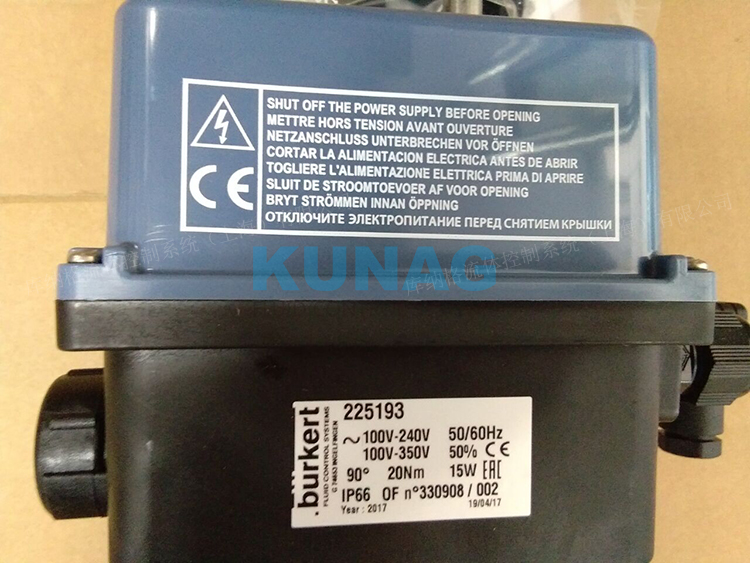 SHUT OFF THE POWER SUPPLY BEFORE OPENING
METTRE HORS TENSION AVANT OUVERTURE
NETZANSCHLUSS UNTERBRECHEN VOR ÖFFNEN
CORTAR LA ALIMENTACION ELECTRICA ANTES DE ABRIR
TOGLIERE L'ALIMENTAZIONE ELETTRICA PRIMA DI APRIRE
SLUIT DE STROOMTOEVOER AF VOOR OPENING
BRYT STRÖMMEN INNAN ÖPPNING
ОТКЛЮЧИТЕ ЭЛЕКТРОПИТАНИЕ ПЕРЕД СНЯТИЕМ КРЫШКИ
CE
KUNAG
burkert
FLUID CONTROL SYSTEMS
G 74653 INGELFINGEN
225193
~ 100V-240V 50/60Hz
100V-350V 50% CE
90° 20Nm 15W EAC
IP66 OF n°330908 / 002
Year : 2017 19/04/17